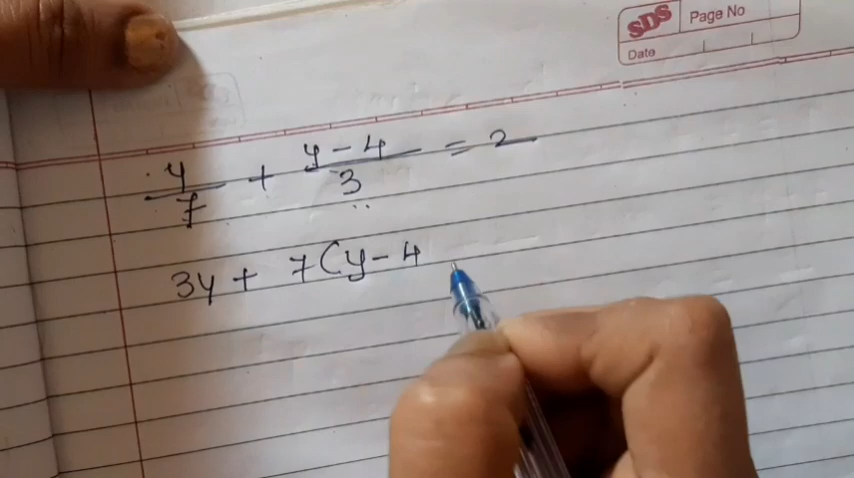 SDS Page No
Date
y/7 + y-4/3 = 2
3y + 7(y-4